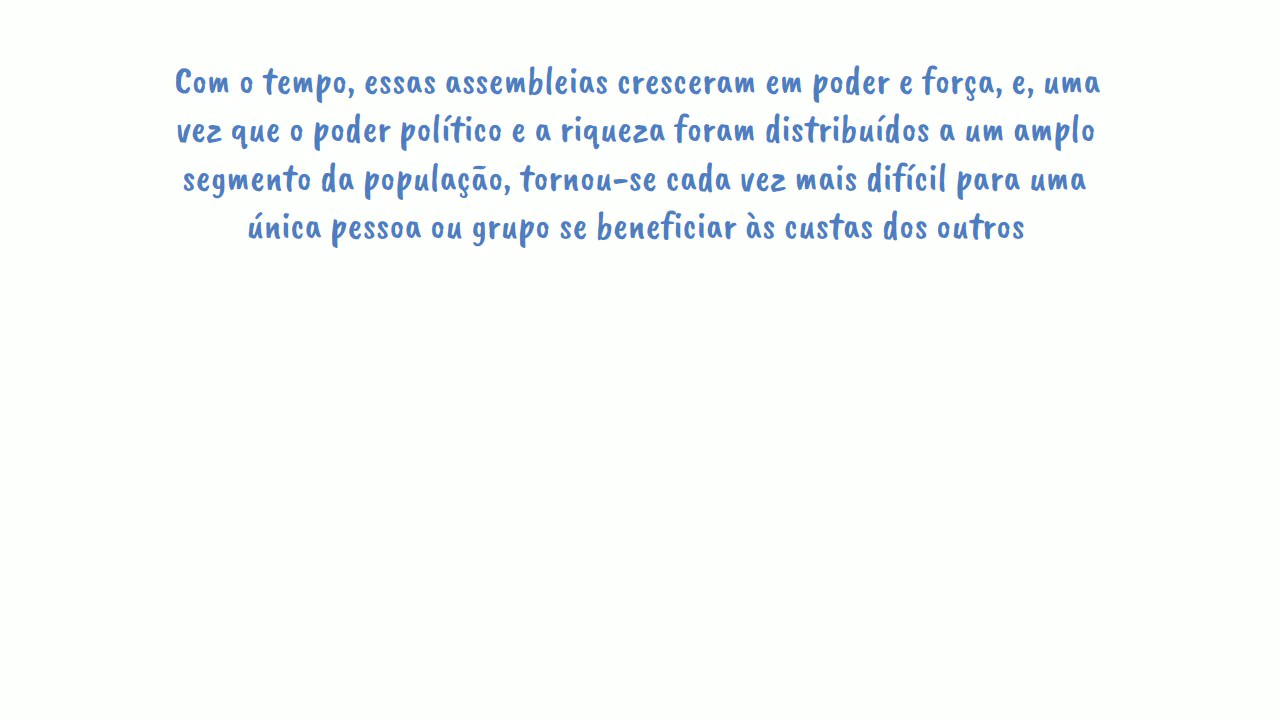 Com o tempo, essas assembleias cresceram em poder e força, e, uma
vez que o poder político e a riqueza foram distribuídos a um amplo
segmento da população, tornou-se cada vez mais difícil para uma
única pessoa ou grupo se beneficiar às custas dos outros